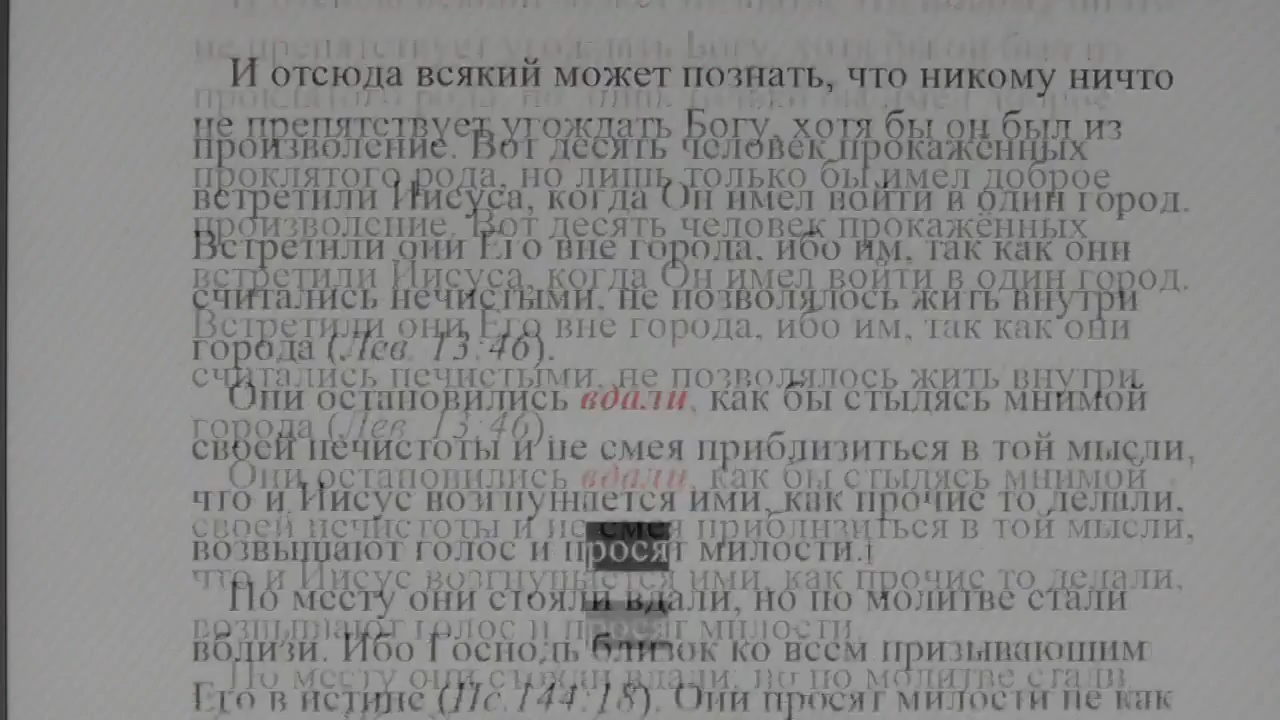 И отсюда всякий может познать, что никому ничто
не препятствует угождать Богу, хотя бы он был из
проклятого рода, но лишь только бы имел доброе
произволение. Вот десять человек прокажённых
встретили Иисуса, когда Он имел войти в один город.
Встретили они Его вне города, ибо им, так как они
считались нечистыми, не позволялось жить внутри
города (Лев. 13:46).
Они остановились вдали, как бы стыдясь мнимой
своей нечистоты и не смея приблизиться в той мысли,
что и Иисус возгнушается ими, как прочие то делали,
возвышают голос и просят милости.
По месту они стояли вдали, но по молитве стали
вблизи. Ибо Господь близок ко всем призывающим
Его в истине (Пс.144:18). Они просят милости не как